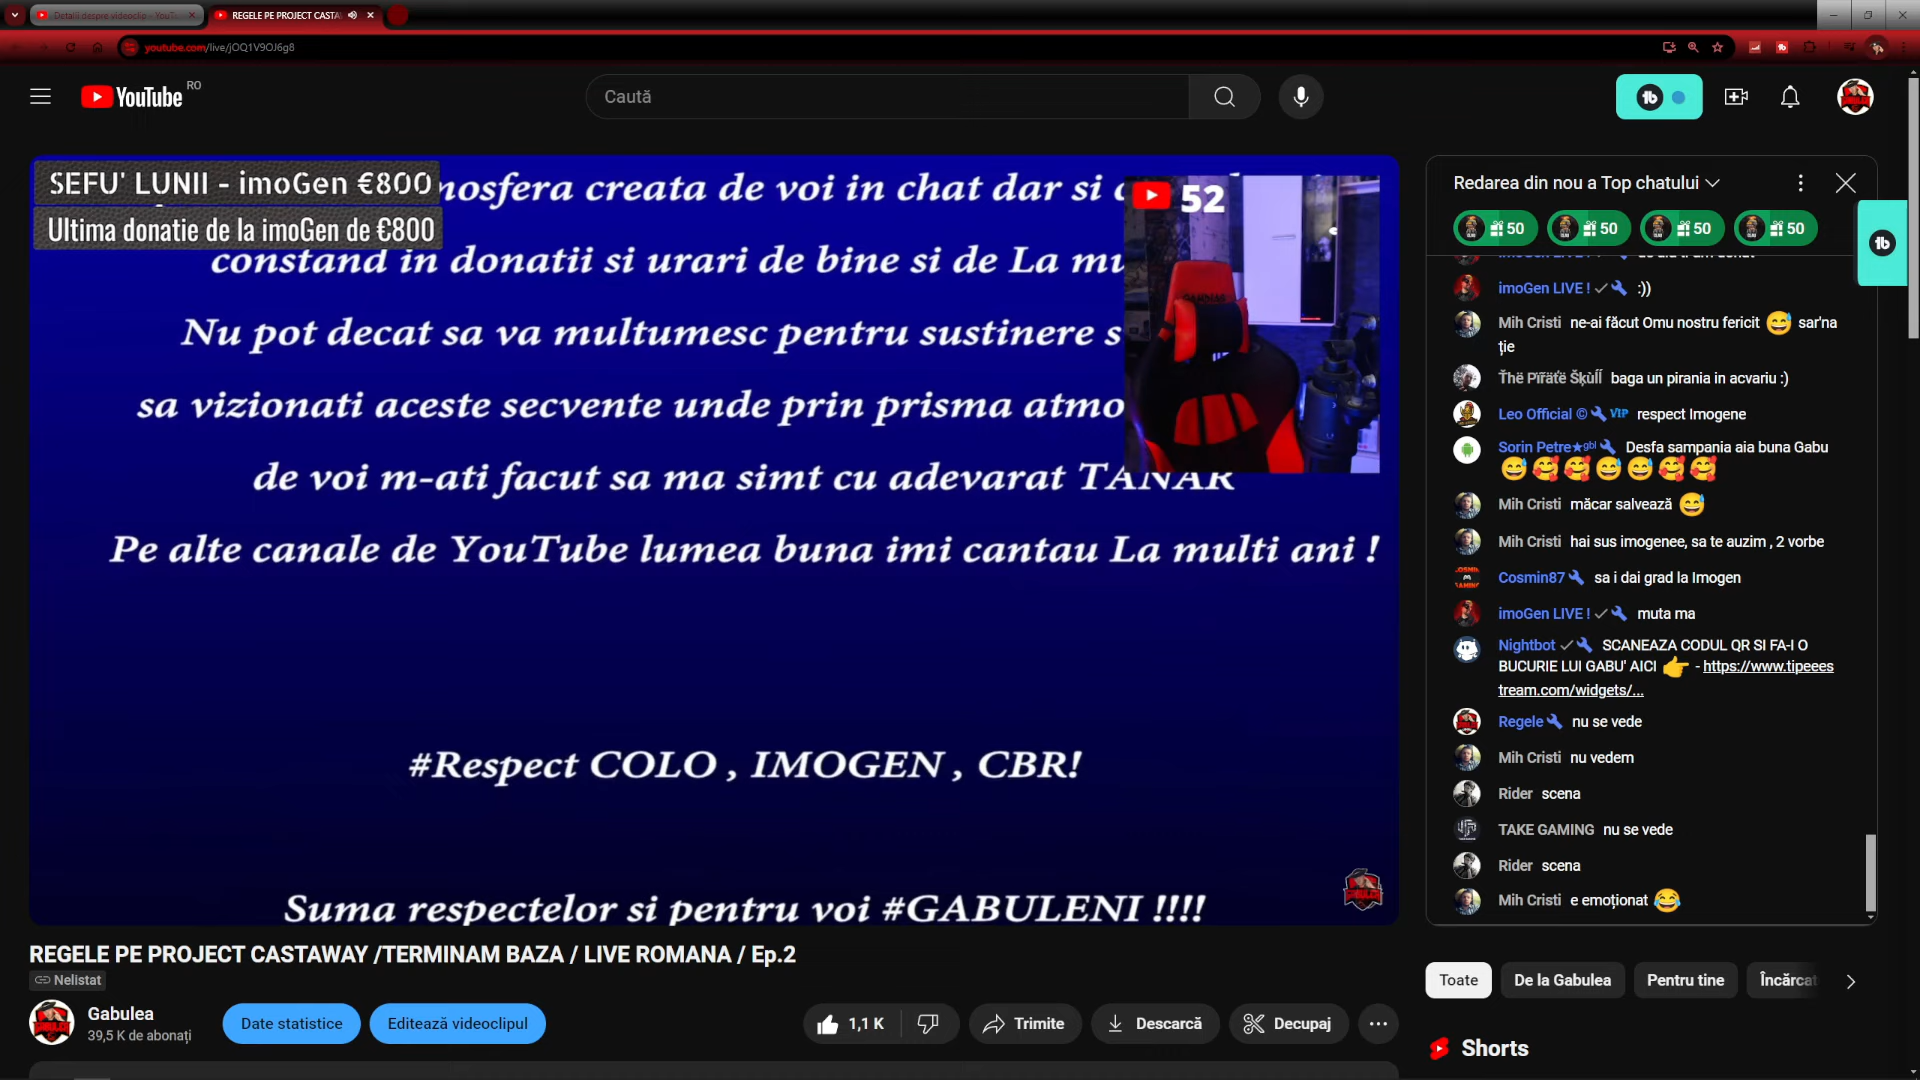 REGELE PE PROJECT CASTA
youtube.com/live/jOQ1V9OJ6g8
YouTube RO
Caută
SEFU' LUNII - imoGen €800
Ultima donatie de la imoGen de €800
nosfera creata de voi in chat dar si
52
constand in donatii si urari de bine si de La mu
Nu pot decat sa va multumesc pentru sustinere s
sa vizionati aceste secvente unde prin prisma atmo
de voi m-ati facut sa ma simt cu adevarat TANAR
Pe alte canale de YouTube lumea buna imi cantau La multi ani !
#Respect COLO , IMOGEN , CBR!
Suma respectelor si pentru voi #GABULENI !!!!
REGELE PE PROJECT CASTAWAY /TERMINAM BAZA / LIVE ROMANA / Ep.2
Nelistat
Gabulea
39,5 K de abonați
Date statistice
Editează videoclipul
1,1 K
Trimite
Descarcă
Decupaj
Redarea din nou a Top chatului
50 50 50 50
imoGen LIVE ! :))
Mih Cristi ne-ai făcut Omu nostru fericit 😅 sar'na
ție
Ťhë Pïřäťë Šķùĺĺ baga un pirania in acvariu :)
Leo Official © VIP respect Imogene
Sorin Petre★gbl Desfa sampania aia buna Gabu
😅🥰🥰😅😅🥰🥰
Mih Cristi măcar salvează 😅
Mih Cristi hai sus imogenee, sa te auzim , 2 vorbe
Cosmin87 sa i dai grad la Imogen
imoGen LIVE ! muta ma
Nightbot SCANEAZA CODUL QR SI FA-I O
BUCURIE LUI GABU' AICI 👉 - https://www.tipeees
tream.com/widgets/...
Regele nu se vede
Mih Cristi nu vedem
Rider scena
TAKE GAMING nu se vede
Rider scena
Mih Cristi e emoționat 😂
Toate
De la Gabulea
Pentru tine
Încărcat
Shorts